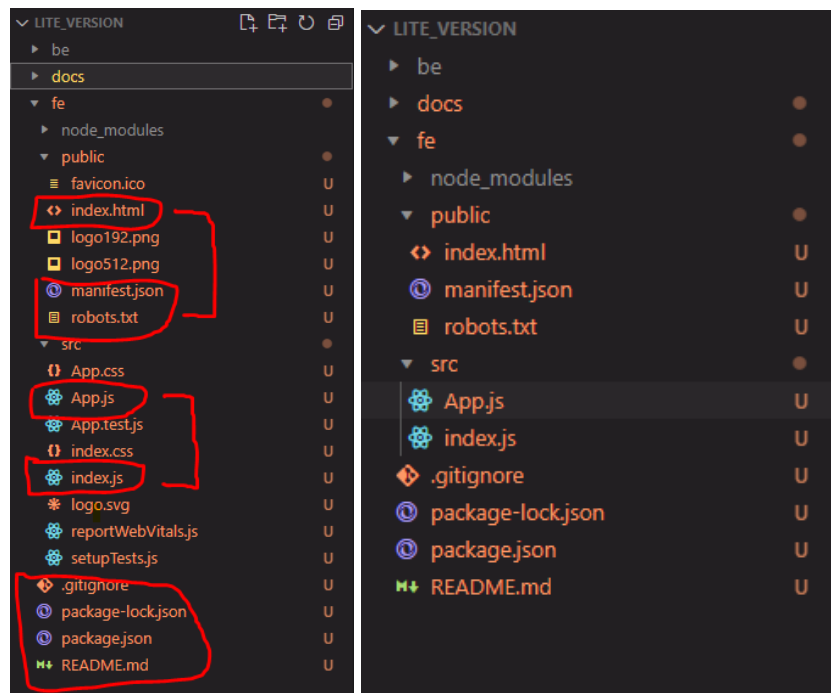 LITE_VERSION
be
docs
fe
node_modules
public
favicon.ico U
index.html U
logo192.png U
logo512.png U
manifest.json U
robots.txt U
src
App.css U
App.js U
App.test.js U
index.css U
index.js U
logo.svg U
reportWebVitals.js U
setupTests.js U
.gitignore U
package-lock.json U
package.json U
README.md U
LITE_VERSION
be
docs
fe
node_modules
public
index.html U
manifest.json U
robots.txt U
src
App.js U
index.js U
.gitignore U
package-lock.json U
package.json U
README.md U